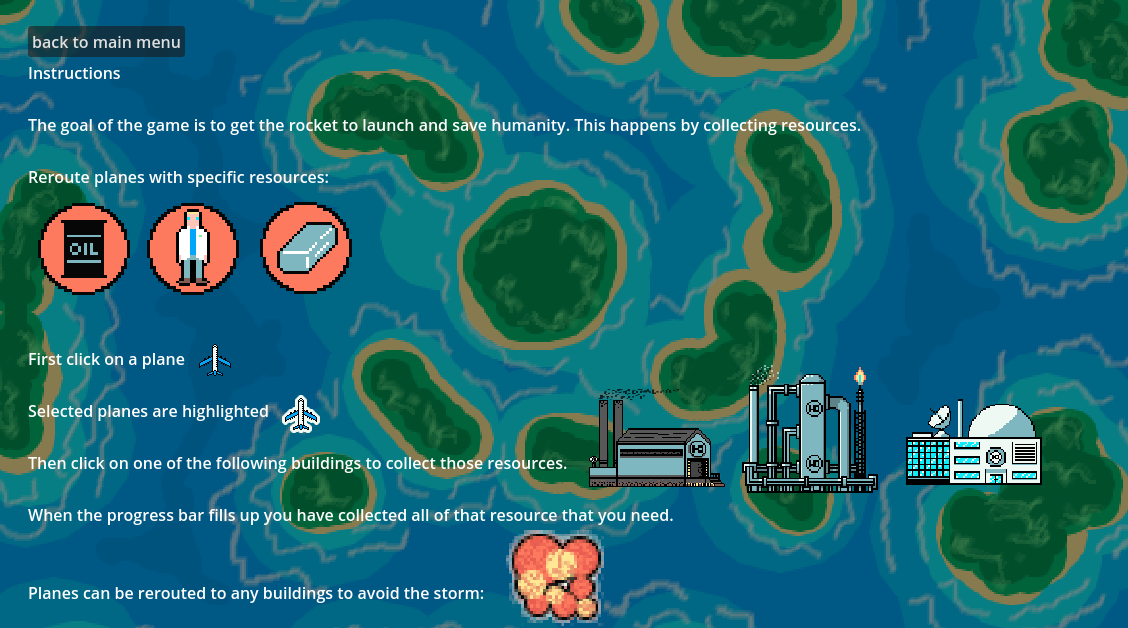 back to main menu
Instructions
The goal of the game is to get the rocket to launch and save humanity. This happens by collecting resources.
Reroute planes with specific resources:
OIL
First click on a plane
Selected planes are highlighted
Then click on one of the following buildings to collect those resources.
When the progress bar fills up you have collected all of that resource that you need.
Planes can be rerouted to any buildings to avoid the storm: